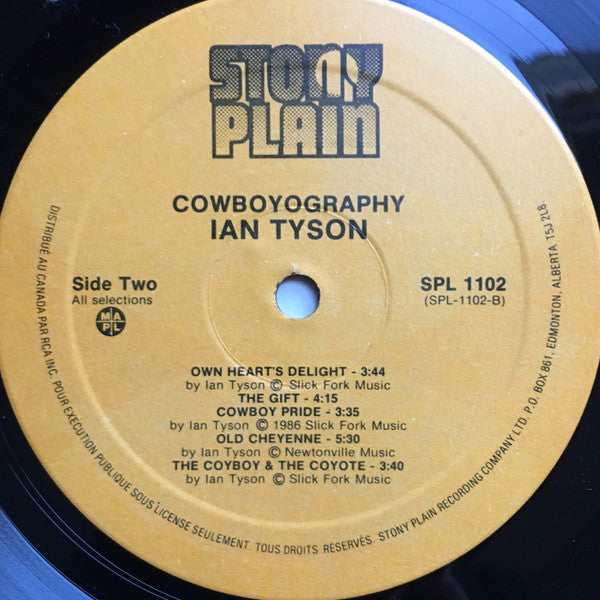 STONY
PLAIN
COWBOYOGRAPHY
IAN TYSON
Side Two
All selections
M A
P L
SPL 1102
(SPL-1102-B)
OWN HEART'S DELIGHT - 3:44
by Ian Tyson © Slick Fork Music
THE GIFT - 4:15
COWBOY PRIDE - 3:35
by Ian Tyson © 1986 Slick Fork Music
OLD CHEYENNE - 5:30
by Ian Tyson © Newtonville Music
THE COYBOY & THE COYOTE - 3:40
by Ian Tyson © Slick Fork Music
DISTRIBUÉ AU CANADA PAR RCA INC. POUR EXECUTION PUBLIQUE SOUS LICENSE SEULEMENT. TOUS DROITS RÉSERVÉS. STONY PLAIN RECORDING COMPANY LTD. P.O. BOX 861, EDMONTON, ALBERTA T5J 2L8